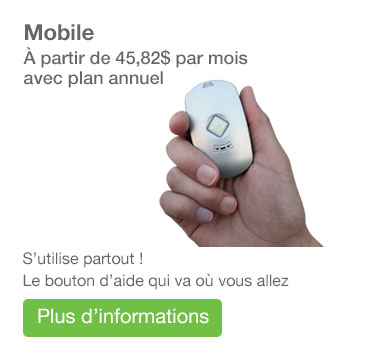 Mobile
À partir de 45,82$ par mois
avec plan annuel
S’utilise partout !
Le bouton d’aide qui va où vous allez
Plus d’informations